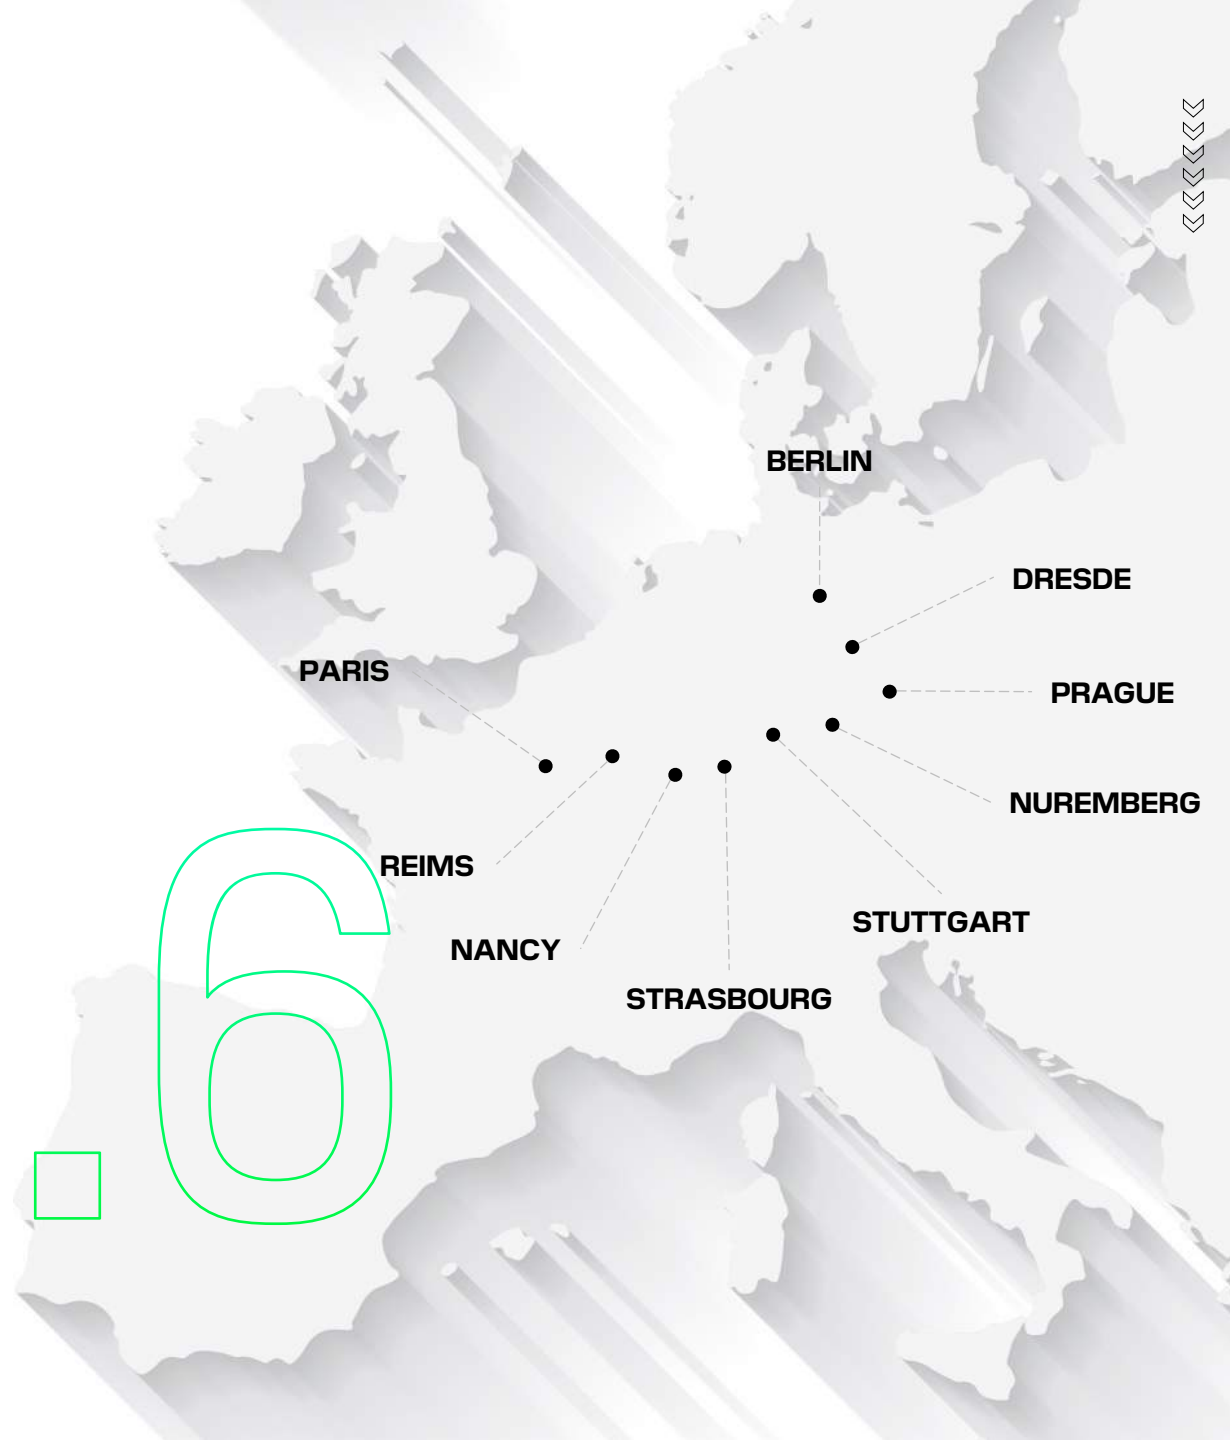 BERLIN
DRESDE
PARIS
PRAGUE
NUREMBERG
REIMS
STUTTGART
NANCY
STRASBOURG
.6